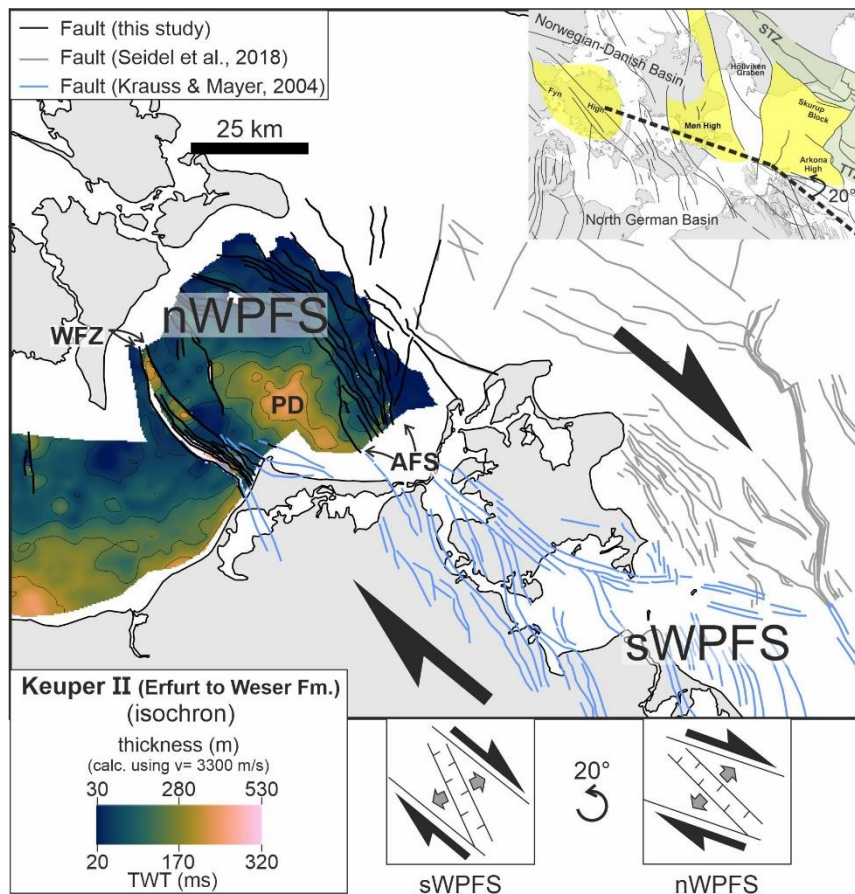 Fault (this study)
Fault (Seidel et al., 2018)
Fault (Krauss & Mayer, 2004)
25 km
Norwegian-Danish Basin
STZ
Höllviken
Graben
Fyn
High
Møn High
Skurup
Block
Arkona
High
TTZ
20°
North German Basin
nWPFS
WFZ
PD
AFS
sWPFS
Keuper II (Erfurt to Weser Fm.)
(isochron)
thickness (m)
(calc. using v= 3300 m/s)
30 280 530
20 170 320
TWT (ms)
20°
sWPFS
nWPFS